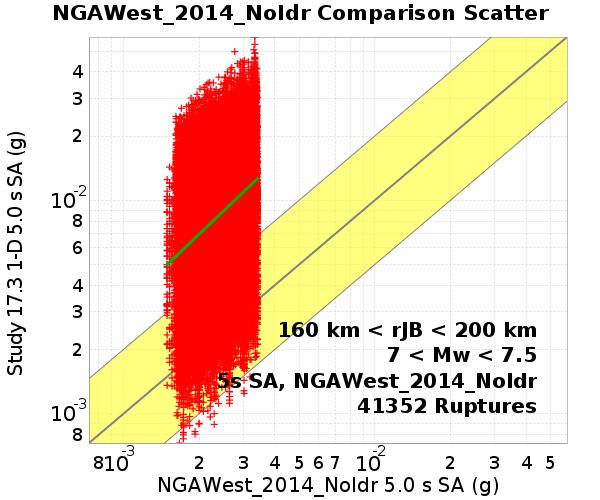 NGAWest_2014_NoIdr Comparison Scatter
Study 17.3 1-D 5.0 s SA (g)
4
3
2
10-2
8
6
4
3
2
10-3
8
160 km < rJB < 200 km
7 < Mw < 7.5
5s SA, NGAWest_2014_NoIdr
41352 Ruptures
8 10-3 2 3 4 5 6 7 10-2 2 3 4 5
NGAWest_2014_NoIdr 5.0 s SA (g)